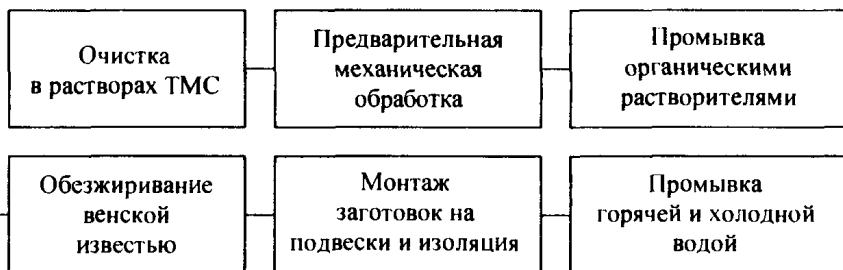 Очистка
в растворах ТМС
Предварительная
механическая
обработка
Промывка
органическими
растворителями
Обезжиривание
венской
известью
Монтаж
заготовок на
подвески и изоляция
Промывка
горячей и холодной
водой